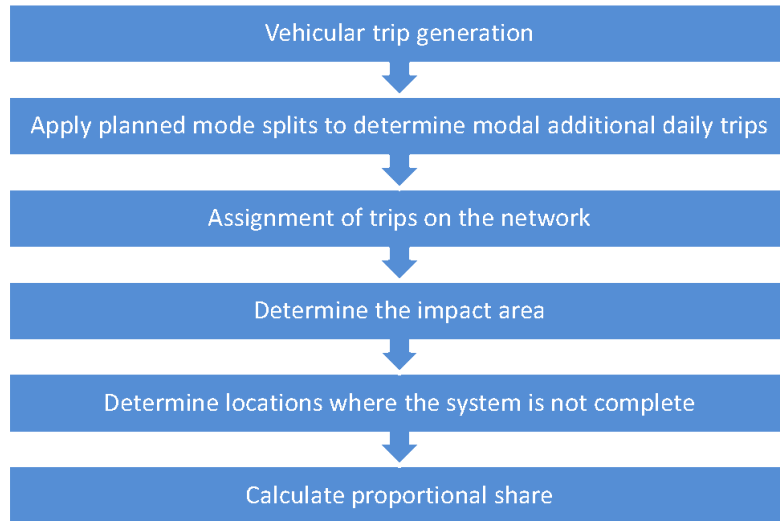 Vehicular trip generation
Apply planned mode splits to determine modal additional daily trips
Assignment of trips on the network
Determine the impact area
Determine locations where the system is not complete
Calculate proportional share